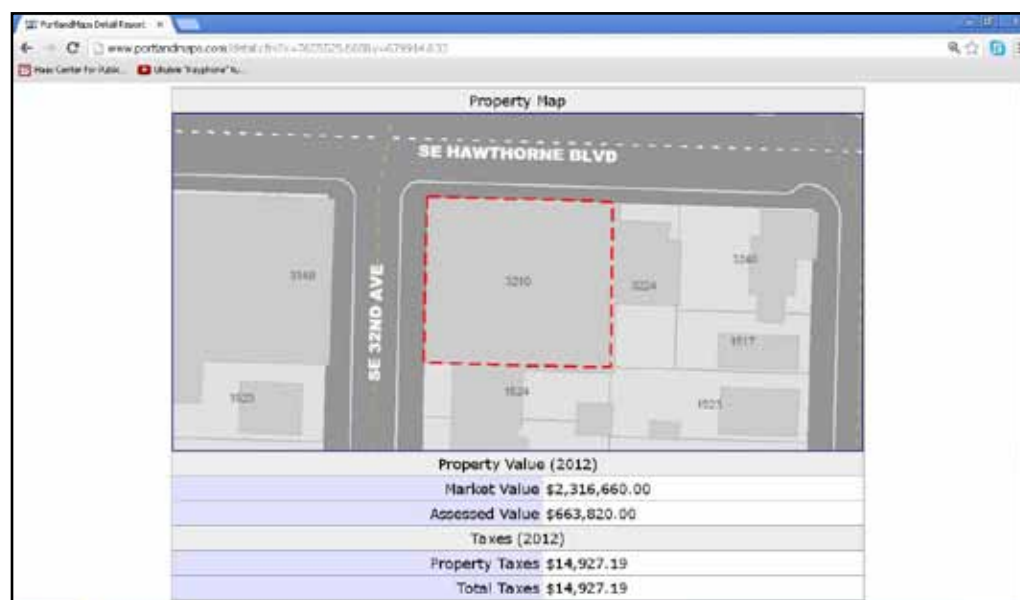 PortlandMaps Detail Report
www.portlandmaps.com
Property Map
SE HAWTHORNE BLVD
SE 32ND AVE
3210
3224
1524
1517
1523
Property Value (2012)
Market Value $2,316,660.00
Assessed Value $663,820.00
Taxes (2012)
Property Taxes $14,927.19
Total Taxes $14,927.19